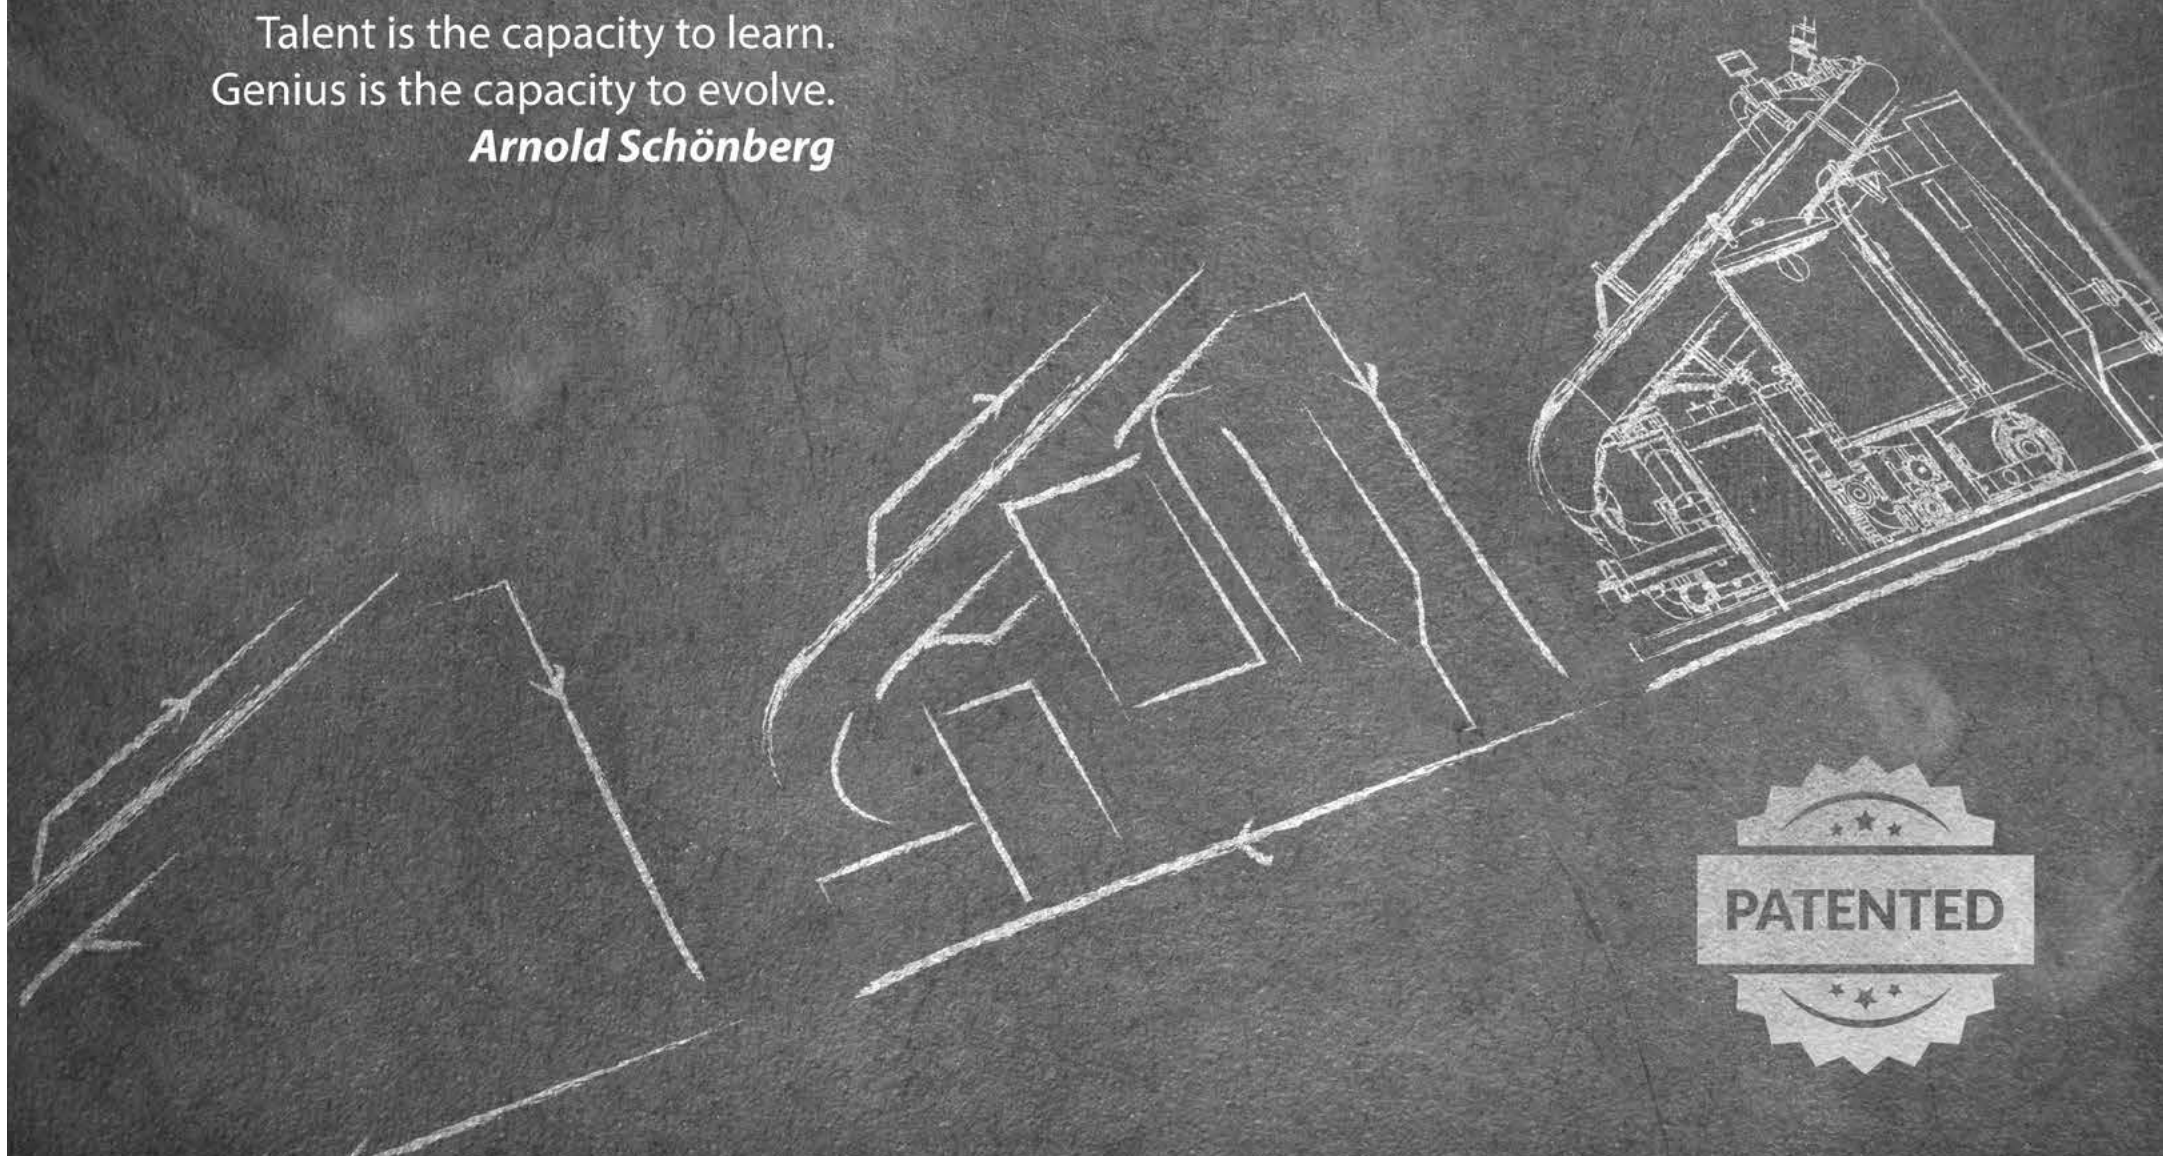 Talent is the capacity to learn.
Genius is the capacity to evolve.
Arnold Schönberg
PATENTED